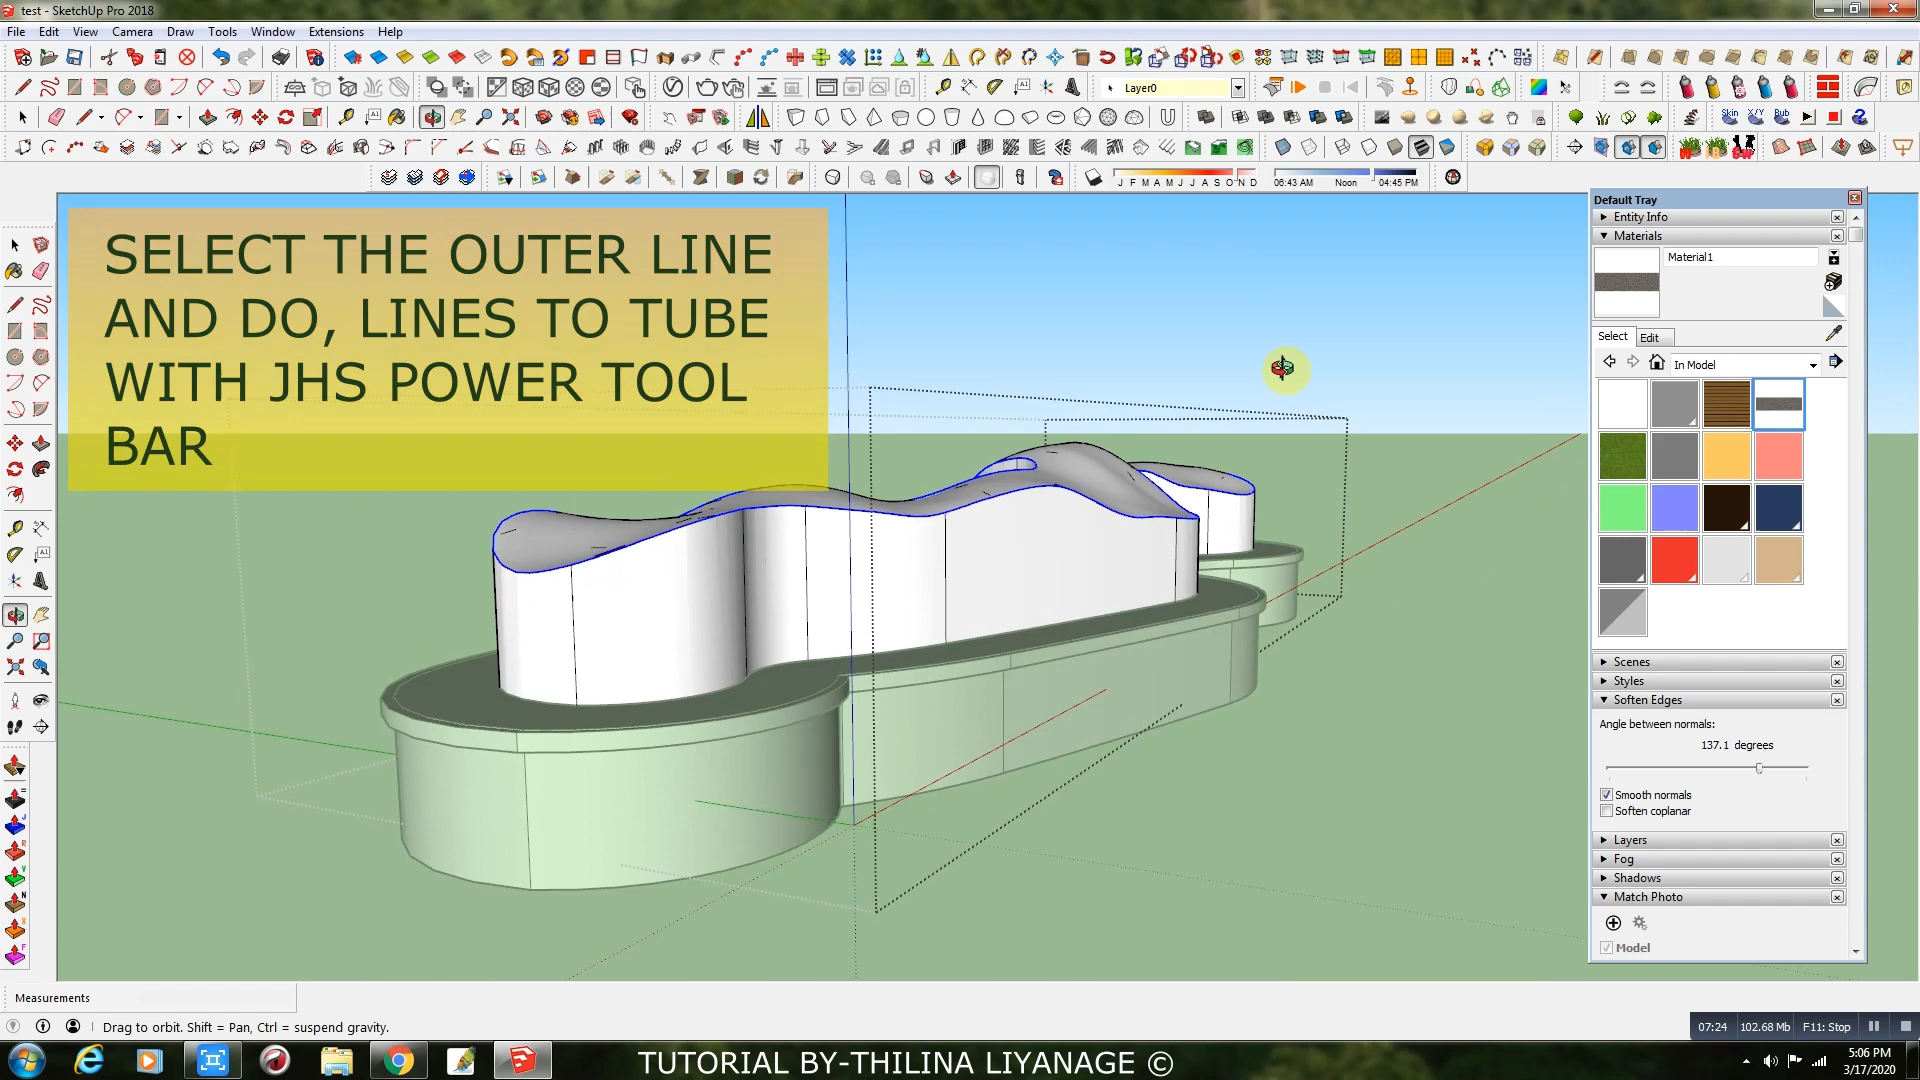 test - SketchUp Pro 2018
File Edit View Camera Draw Tools Window Extensions Help
Layer0
Skin X/Y Bub
J F M A M J J A S O N D 06:43 AM Noon 04:45 PM
SELECT THE OUTER LINE
AND DO, LINES TO TUBE
WITH JHS POWER TOOL
BAR
Default Tray
Entity Info
Materials
Material1
Select Edit
In Model
Scenes
Styles
Soften Edges
Angle between normals:
137.1 degrees
Smooth normals
Soften coplanar
Layers
Fog
Shadows
Match Photo
Model
Measurements
Drag to orbit. Shift = Pan, Ctrl = suspend gravity.
07:24 102.68 Mb F11: Stop
TUTORIAL BY-THILINA LIYANAGE ©
5:06 PM
3/17/2020